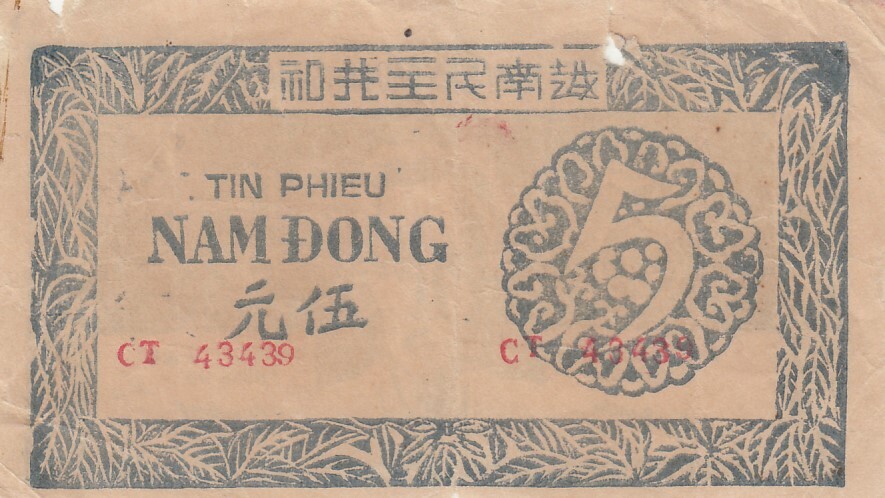 越南民主共和
TIN PHIEU
NAM ĐONG
伍元
5
CT 43439
CT 43439